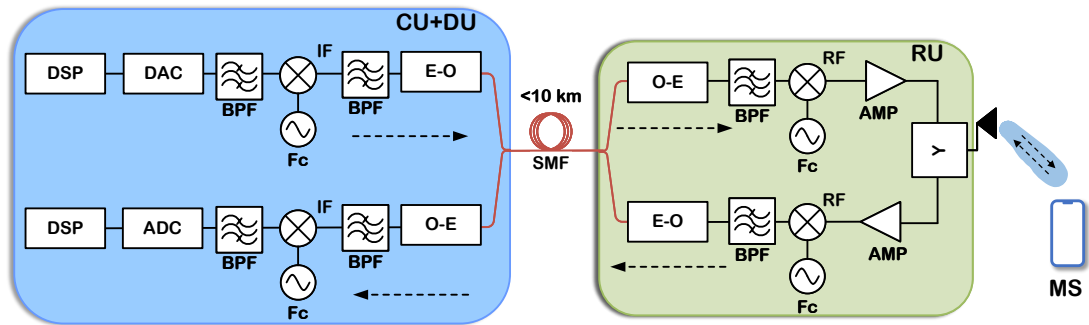 CU+DU
DSP
DAC
BPF
IF
Fc
BPF
E-O
<10 km
SMF
RU
O-E
BPF
RF
Fc
AMP
Y
DSP
ADC
BPF
IF
Fc
BPF
O-E
E-O
BPF
RF
Fc
AMP
MS